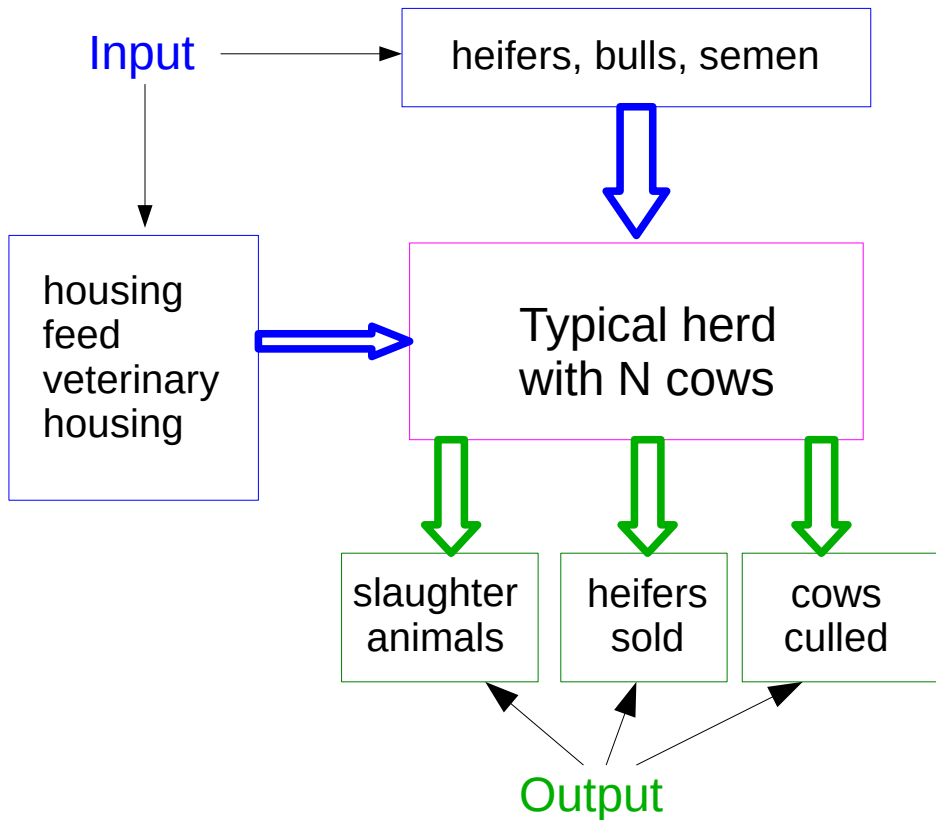 Input
heifers, bulls, semen
housing
feed
veterinary
housing
Typical herd
with N cows
slaughter
animals
heifers
sold
cows
culled
Output